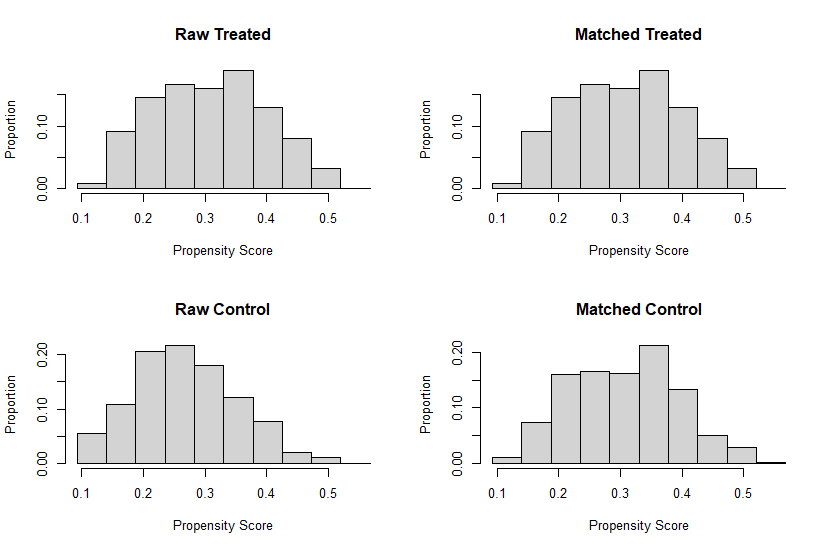 Raw Treated
Proportion
0.00 0.10
0.1 0.2 0.3 0.4 0.5
Propensity Score
Matched Treated
Proportion
0.00 0.10
0.1 0.2 0.3 0.4 0.5
Propensity Score
Raw Control
Proportion
0.00 0.10 0.20
0.1 0.2 0.3 0.4 0.5
Propensity Score
Matched Control
Proportion
0.00 0.10 0.20
0.1 0.2 0.3 0.4 0.5
Propensity Score